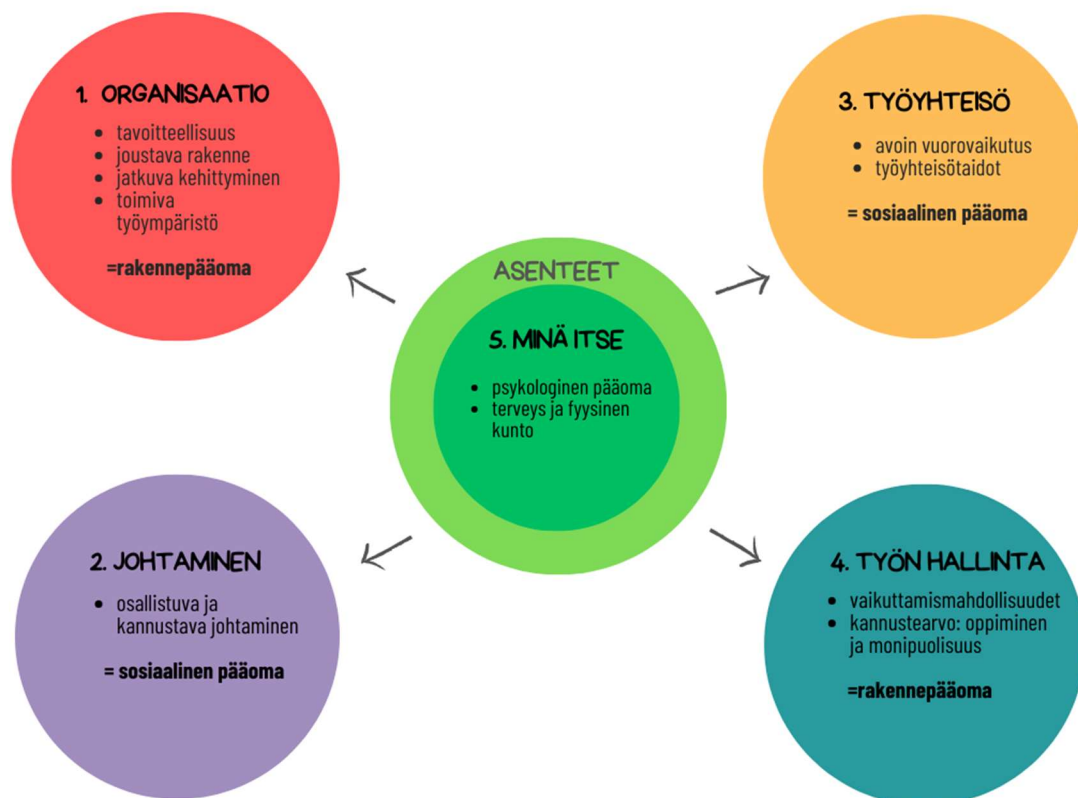 1. ORGANISAATIO
• tavoitteellisuus
• joustava rakenne
• jatkuva kehittyminen
• toimiva
työympäristö
=rakennepääoma
3. TYÖYHTEISÖ
• avoin vuorovaikutus
• työyhteisötaidot
= sosiaalinen pääoma
ASENTEET
5. MINÄ ITSE
• psykologinen pääoma
• terveys ja fyysinen
kunto
2. JOHTAMINEN
• osallistuva ja
kannustava johtaminen
= sosiaalinen pääoma
4. TYÖN HALLINTA
• vaikuttamismahdollisuudet
• kannustearvo: oppiminen
ja monipuolisuus
=rakennepääoma